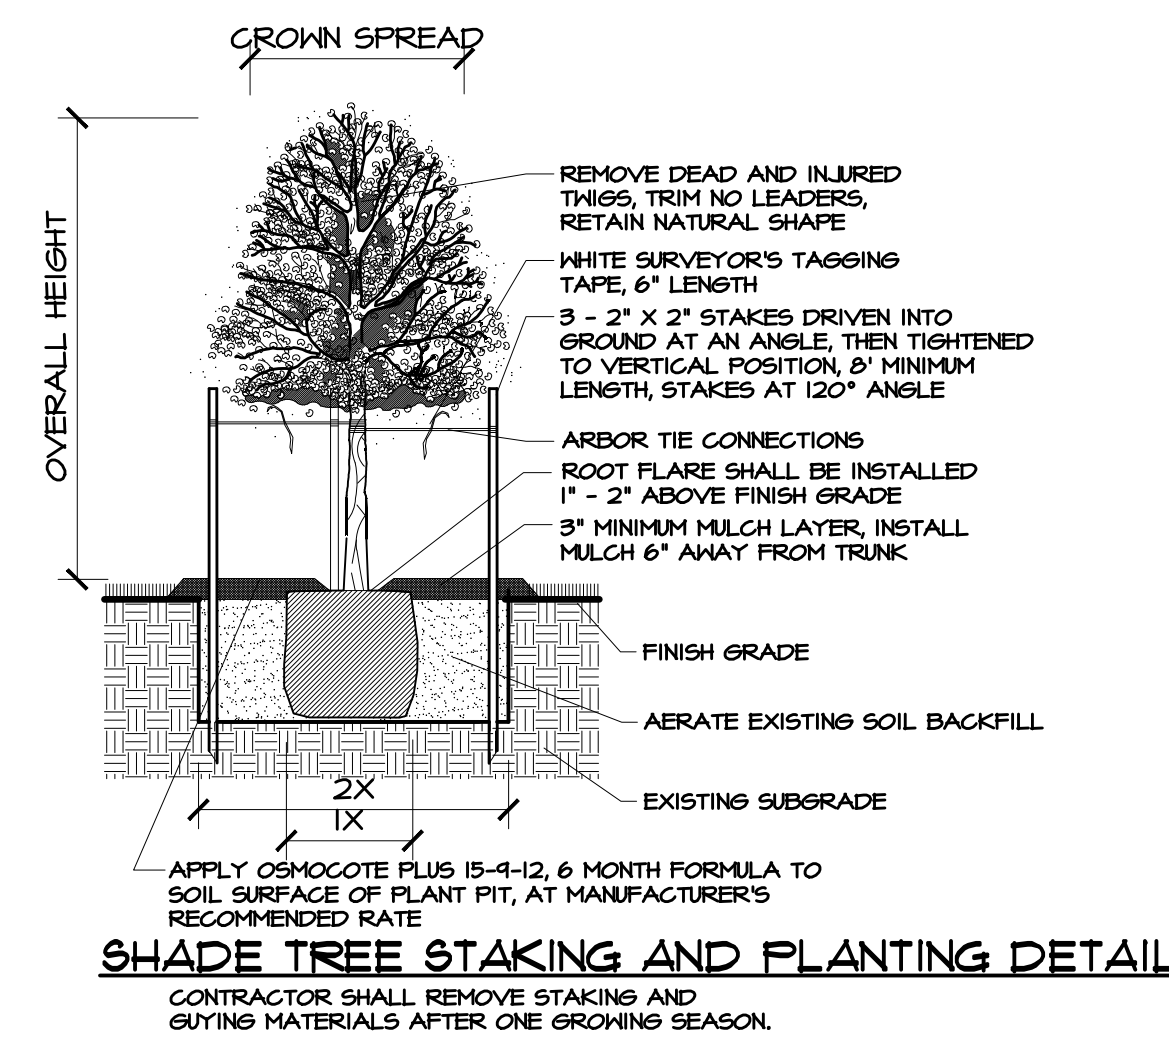 CROWN SPREAD
OVERALL HEIGHT
REMOVE DEAD AND INJURED
TWIGS, TRIM NO LEADERS,
RETAIN NATURAL SHAPE
WHITE SURVEYOR'S TAGGING
TAPE, 6" LENGTH
3 - 2" X 2" STAKES DRIVEN INTO
GROUND AT AN ANGLE, THEN TIGHTENED
TO VERTICAL POSITION, 8' MINIMUM
LENGTH, STAKES AT 120° ANGLE
ARBOR TIE CONNECTIONS
ROOT FLARE SHALL BE INSTALLED
1" - 2" ABOVE FINISH GRADE
3" MINIMUM MULCH LAYER, INSTALL
MULCH 6" AWAY FROM TRUNK
FINISH GRADE
AERATE EXISTING SOIL BACKFILL
EXISTING SUBGRADE
2X
1X
APPLY OSMOCOTE PLUS 15-9-12, 6 MONTH FORMULA TO
SOIL SURFACE OF PLANT PIT, AT MANUFACTURER'S
RECOMMENDED RATE
SHADE TREE STAKING AND PLANTING DETAIL
CONTRACTOR SHALL REMOVE STAKING AND
GUYING MATERIALS AFTER ONE GROWING SEASON.